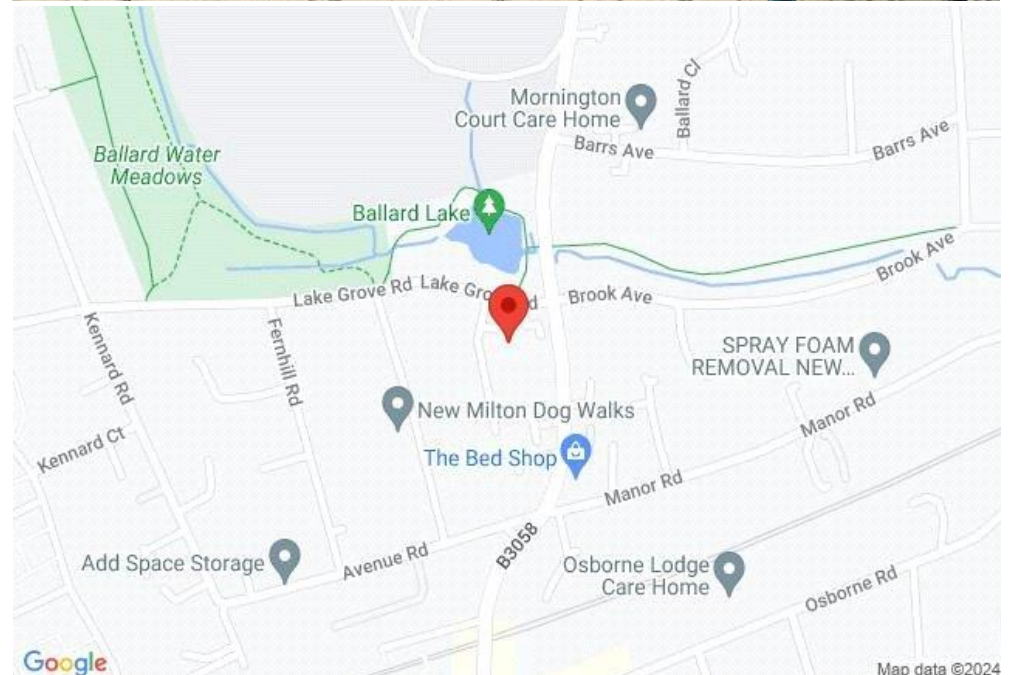 Mornington
Court Care Home
Ballard Cl
Barrs Ave
Barrs Ave
Ballard Water
Meadows
Ballard Lake
Lake Grove Rd
Brook Ave
Brook Ave
Kennard Rd
Fernhill Rd
SPRAY FOAM
REMOVAL NEW...
New Milton Dog Walks
Manor Rd
Kennard Ct
The Bed Shop
Manor Rd
B3058
Add Space Storage
Avenue Rd
Osborne Lodge
Care Home
Osborne Rd
Google
Map data ©2024